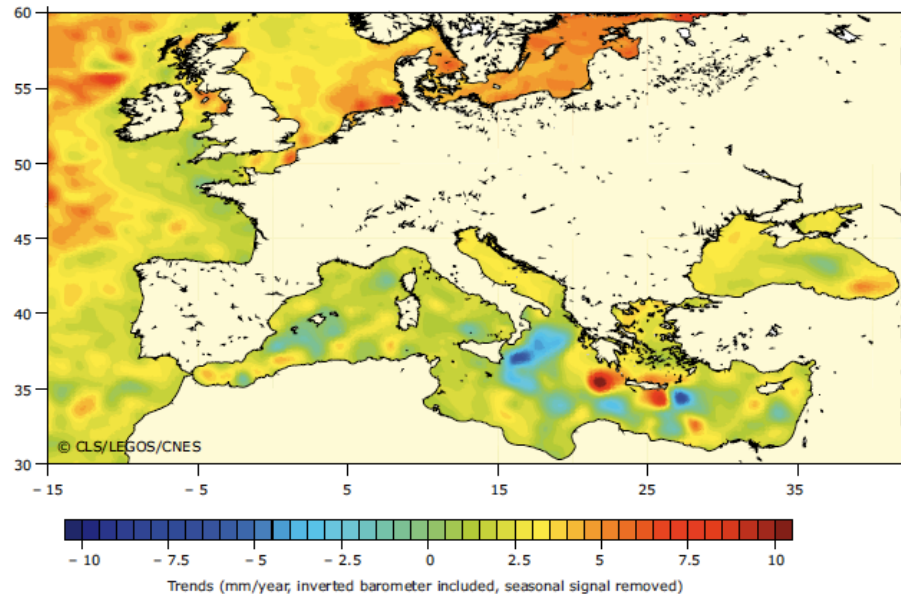 60
55
50
45
40
35
30
© CLS/LEGOS/CNES
– 15 – 5 5 15 25 35
– 10 – 7.5 – 5 – 2.5 0 2.5 5 7.5 10
Trends (mm/year, inverted barometer included, seasonal signal removed)